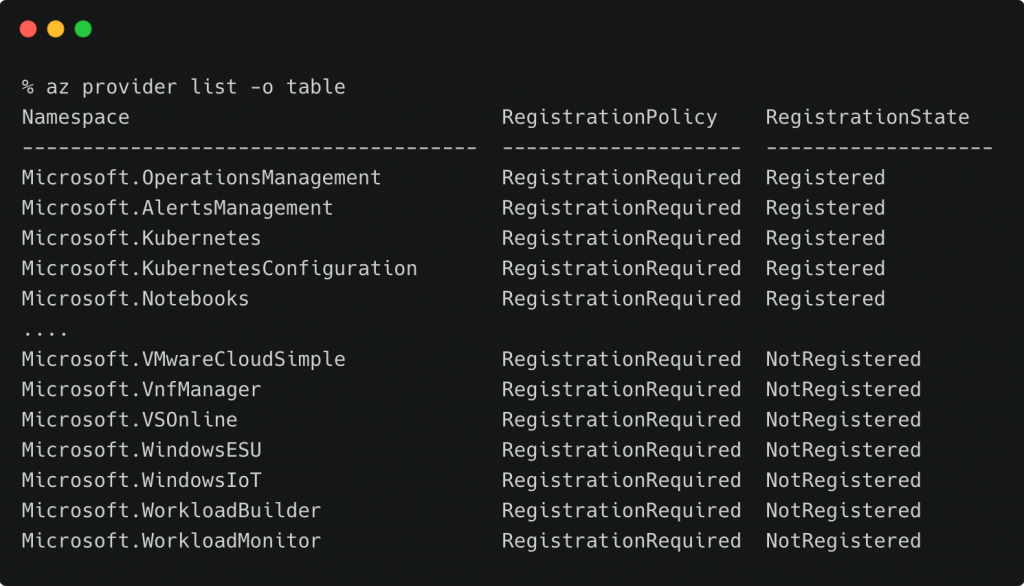 % az provider list -o table
Namespace                               RegistrationPolicy    RegistrationState
--------------------------------------  --------------------  -------------------
Microsoft.OperationsManagement          RegistrationRequired  Registered
Microsoft.AlertsManagement              RegistrationRequired  Registered
Microsoft.Kubernetes                    RegistrationRequired  Registered
Microsoft.KubernetesConfiguration       RegistrationRequired  Registered
Microsoft.Notebooks                     RegistrationRequired  Registered
....
Microsoft.VMwareCloudSimple             RegistrationRequired  NotRegistered
Microsoft.VnfManager                    RegistrationRequired  NotRegistered
Microsoft.VSOnline                      RegistrationRequired  NotRegistered
Microsoft.WindowsESU                    RegistrationRequired  NotRegistered
Microsoft.WindowsIoT                    RegistrationRequired  NotRegistered
Microsoft.WorkloadBuilder               RegistrationRequired  NotRegistered
Microsoft.WorkloadMonitor               RegistrationRequired  NotRegistered